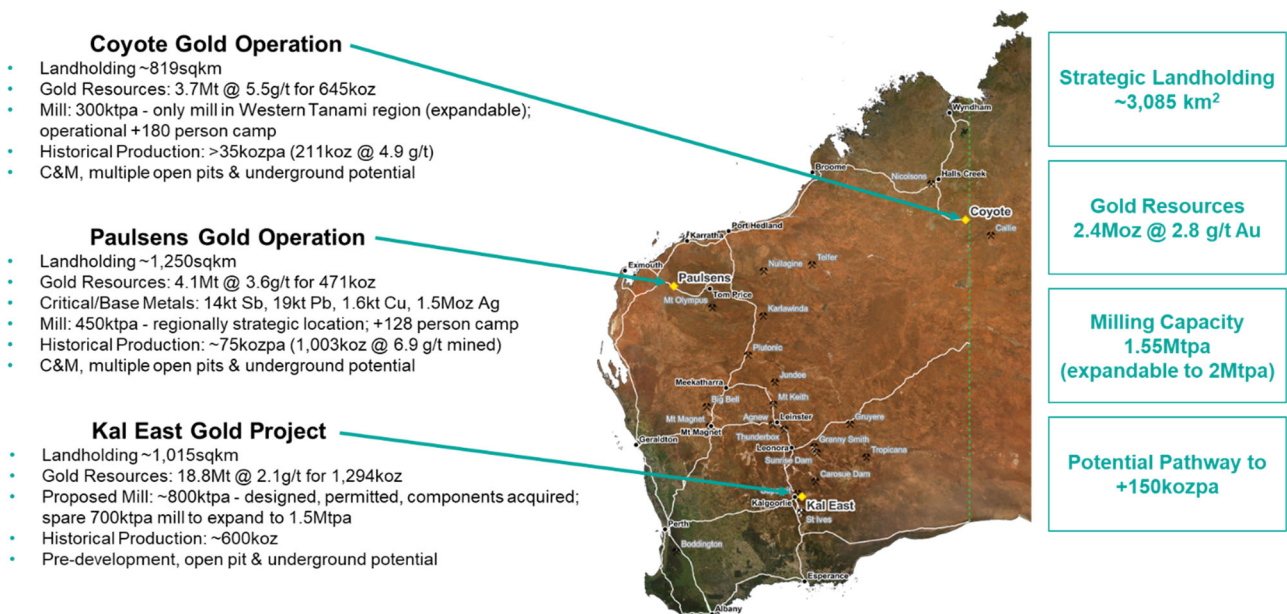 Coyote Gold Operation
• Landholding ~819sqkm
• Gold Resources: 3.7Mt @ 5.5g/t for 645koz
• Mill: 300ktpa - only mill in Western Tanami region (expandable);
operational +180 person camp
• Historical Production: >35kozpa (211koz @ 4.9 g/t)
• C&M, multiple open pits & underground potential
Paulsens Gold Operation
• Landholding ~1,250sqkm
• Gold Resources: 4.1Mt @ 3.6g/t for 471koz
• Critical/Base Metals: 14kt Sb, 19kt Pb, 1.6kt Cu, 1.5Moz Ag
• Mill: 450ktpa - regionally strategic location; +128 person camp
• Historical Production: ~75kozpa (1,003koz @ 6.9 g/t mined)
• C&M, multiple open pits & underground potential
Kal East Gold Project
• Landholding ~1,015sqkm
• Gold Resources: 18.8Mt @ 2.1g/t for 1,294koz
• Proposed Mill: ~800ktpa - designed, permitted, components acquired;
spare 700ktpa mill to expand to 1.5Mtpa
• Historical Production: ~600koz
• Pre-development, open pit & underground potential
Wyndham
Broome
Nicolsons
Halls Creek
Coyote
Callie
Port Hedland
Karratha
Exmouth
Nullagine
Telfer
Paulsens
Tom Price
Mt Olympus
Karlawinda
Plutonic
Meekatharra
Jundee
Big Bell
Mt Keith
Mt Magnet
Agnew
Leinster
Gruyere
Mt Magnet
Geraldton
Thunderbox
Granny Smith
Leonora
Sunrise Dam
Tropicana
Carosue Dam
Kalgoorlie
Kal East
St Ives
Perth
Boddington
Esperance
Albany
Strategic Landholding
~3,085 km²
Gold Resources
2.4Moz @ 2.8 g/t Au
Milling Capacity
1.55Mtpa
(expandable to 2Mtpa)
Potential Pathway to
+150kozpa